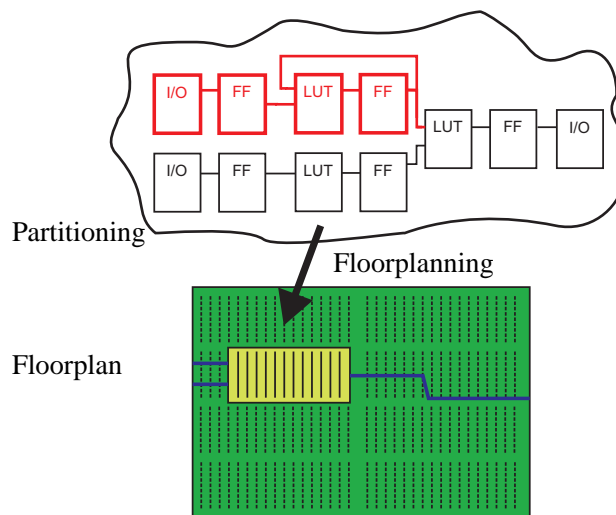 I/O FF LUT FF
LUT FF I/O
I/O FF LUT FF
Partitioning
Floorplanning
Floorplan